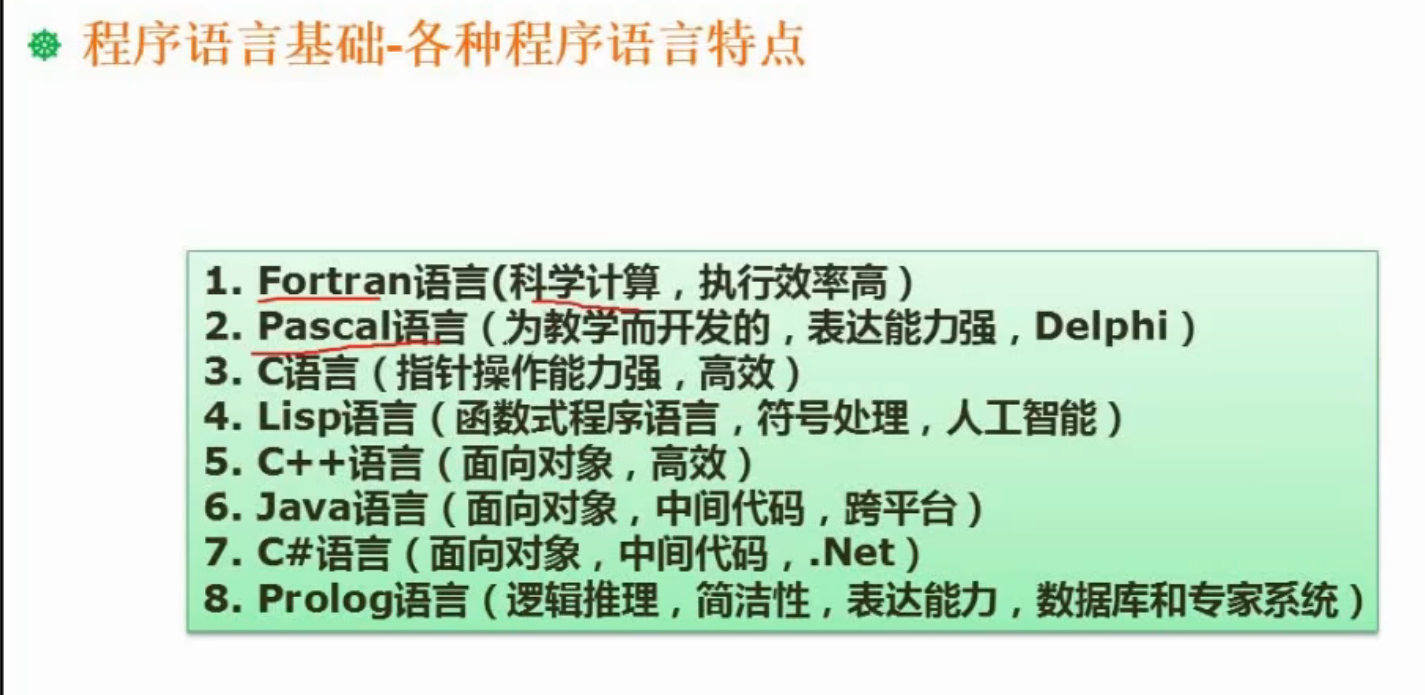 程序语言基础-各种程序语言特点
1. Fortran语言(科学计算，执行效率高）
2. Pascal语言（为教学而开发的，表达能力强，Delphi）
3. C语言（指针操作能力强，高效）
4. Lisp语言（函数式程序语言，符号处理，人工智能）
5. C++语言（面向对象，高效）
6. Java语言（面向对象，中间代码，跨平台）
7. C#语言（面向对象，中间代码，.Net）
8. Prolog语言（逻辑推理，简洁性，表达能力，数据库和专家系统）